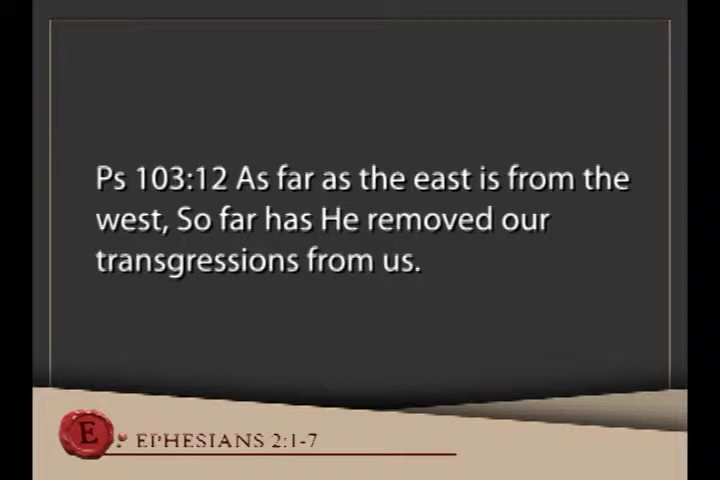 Ps 103:12 As far as the east is from the
west, So far has He removed our
transgressions from us.
E
EPHESIANS 2:1-7